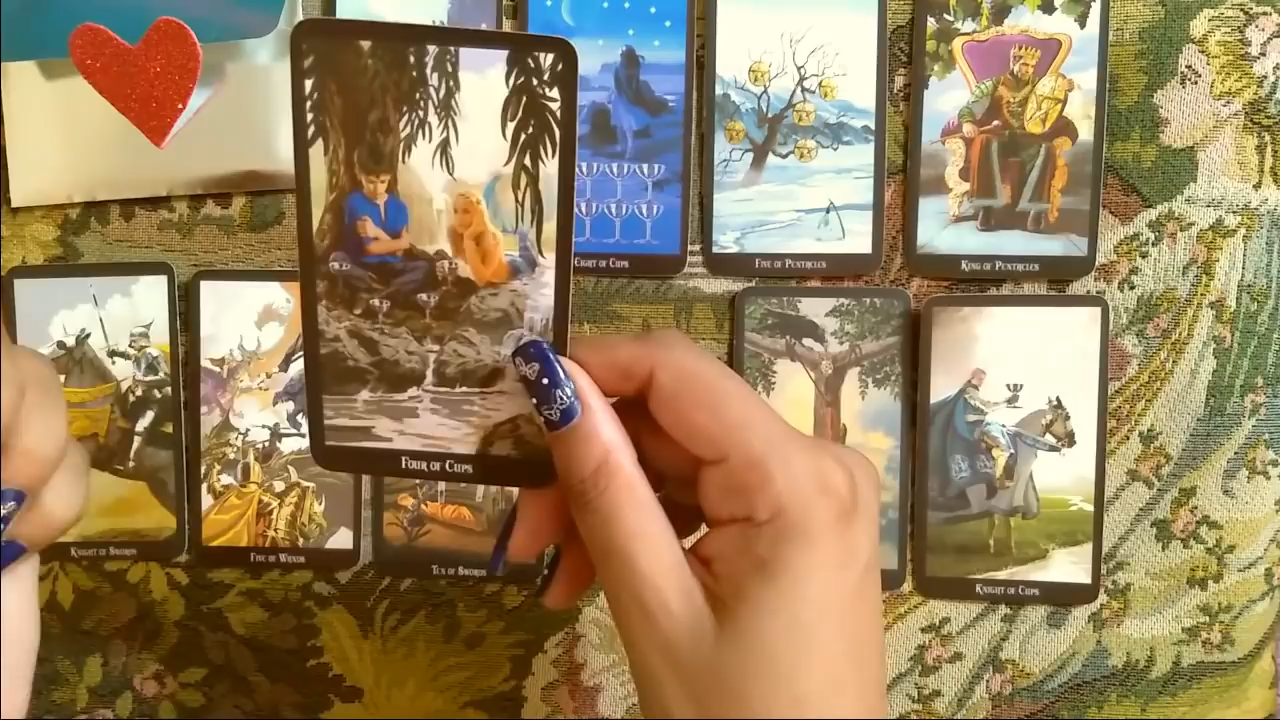 EIGHT OF CUPS
FIVE OF PENTACLES
KING OF PENTACLES
FOUR OF CUPS
KNIGHT OF SWORDS
FIVE OF WANDS
TEN OF SWORDS
KNIGHT OF CUPS